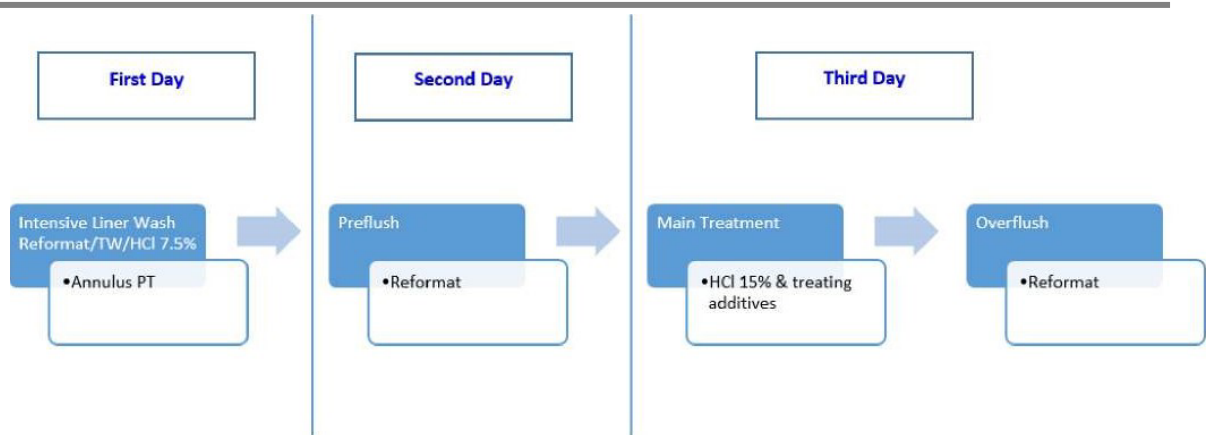 First Day
Second Day
Third Day
Intensive Liner Wash
Reformat/TW/HCl 7.5%
•Annulus PT
Preflush
•Reformat
Main Treatment
•HCl 15% & treating
additives
Overflush
•Reformat